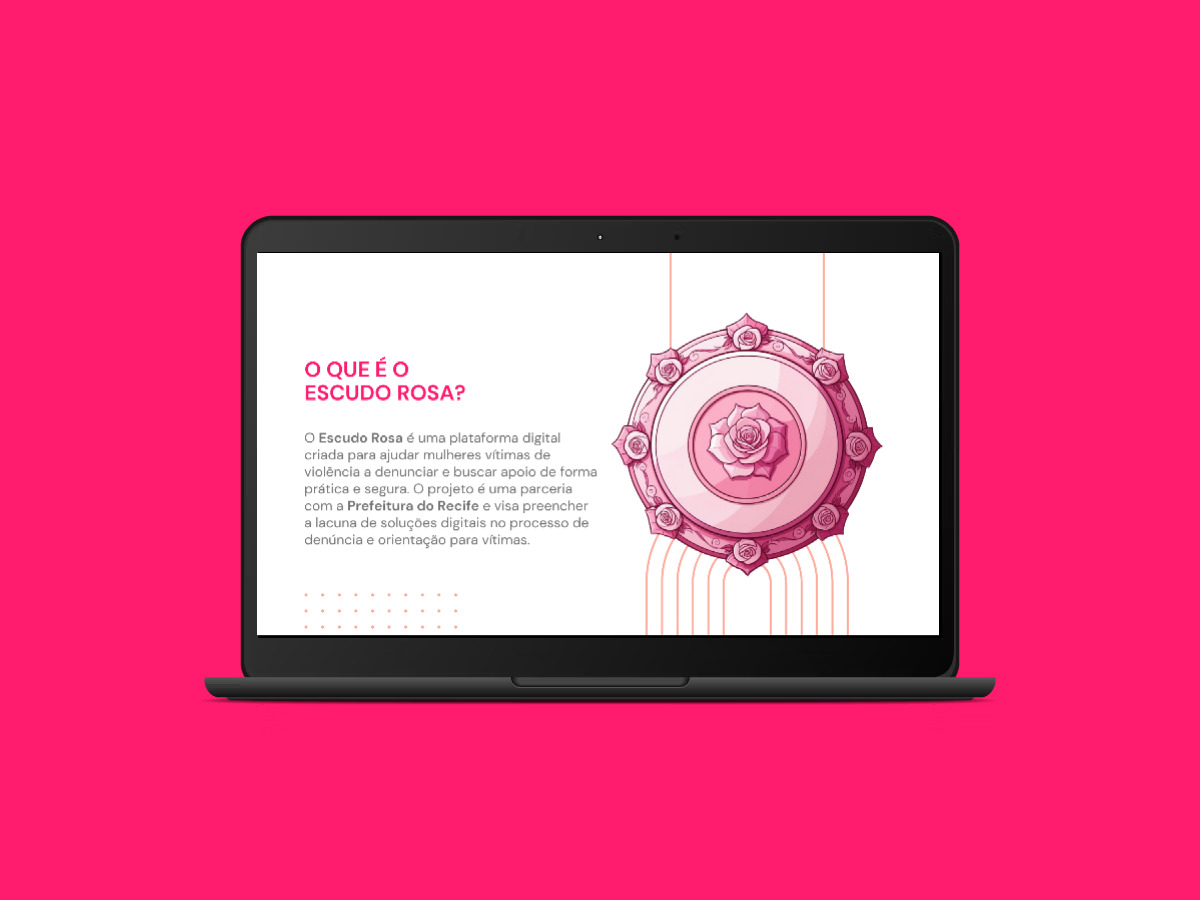 O QUE É O
ESCUDO ROSA?
O Escudo Rosa é uma plataforma digital
criada para ajudar mulheres vítimas de
violência a denunciar e buscar apoio de forma
prática e segura. O projeto é uma parceria
com a Prefeitura do Recife e visa preencher
a lacuna de soluções digitais no processo de
denúncia e orientação para vítimas.